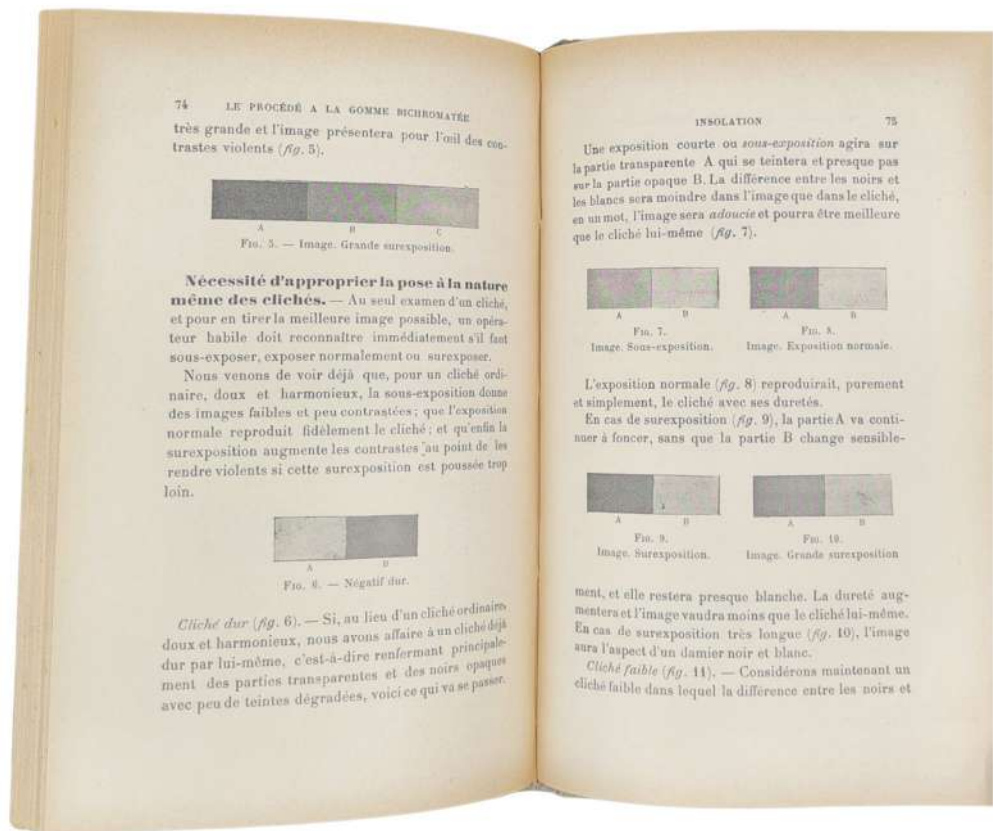 74 LE PROCÉDÉ A LA GOMME BICHROMATÉE
très grande et l'image présentera pour l'œil des con-
trastes violents (fig. 5).
A B C
FIG. 5. — Image. Grande surexposition.
Nécessité d'approprier la pose à la nature
même des clichés. — Au seul examen d'un cliché,
et pour en tirer la meilleure image possible, un opéra-
teur habile doit reconnaître immédiatement s'il faut
sous-exposer, exposer normalement ou surexposer.
Nous venons de voir déjà que, pour un cliché ordi-
naire, doux et harmonieux, la sous-exposition donne
des images faibles et peu contrastées; que l'exposition
normale reproduit fidèlement le cliché; et qu'enfin la
surexposition augmente les contrastes au point de les
rendre violents si cette surexposition est poussée trop
loin.
A B
FIG. 6. — Négatif dur.
Cliché dur (fig. 6). — Si, au lieu d'un cliché ordinaire,
doux et harmonieux, nous avons affaire à un cliché déjà
dur par lui-même, c'est-à-dire renfermant principale-
ment des parties transparentes et des noirs opaques
avec peu de teintes dégradées, voici ce qui va se passer.
INSOLATION 75
Une exposition courte ou sous-exposition agira sur
la partie transparente A qui se teintera et presque pas
sur la partie opaque B. La différence entre les noirs et
les blancs sera moindre dans l'image que dans le cliché,
en un mot, l'image sera adoucie et pourra être meilleure
que le cliché lui-même (fig. 7).
A B A B
FIG. 7. FIG. 8.
Image. Sous-exposition. Image. Exposition normale.
L'exposition normale (fig. 8) reproduirait, purement
et simplement, le cliché avec ses duretés.
En cas de surexposition (fig. 9), la partie A va conti-
nuer à foncer, sans que la partie B change sensible-
A B A B
FIG. 9. FIG. 10.
Image. Surexposition. Image. Grande surexposition
ment, et elle restera presque blanche. La dureté aug-
mentera et l'image vaudra moins que le cliché lui-même.
En cas de surexposition très longue (fig. 10), l'image
aura l'aspect d'un damier noir et blanc.
Cliché faible (fig. 11). — Considérons maintenant un
cliché faible dans lequel la différence entre les noirs et